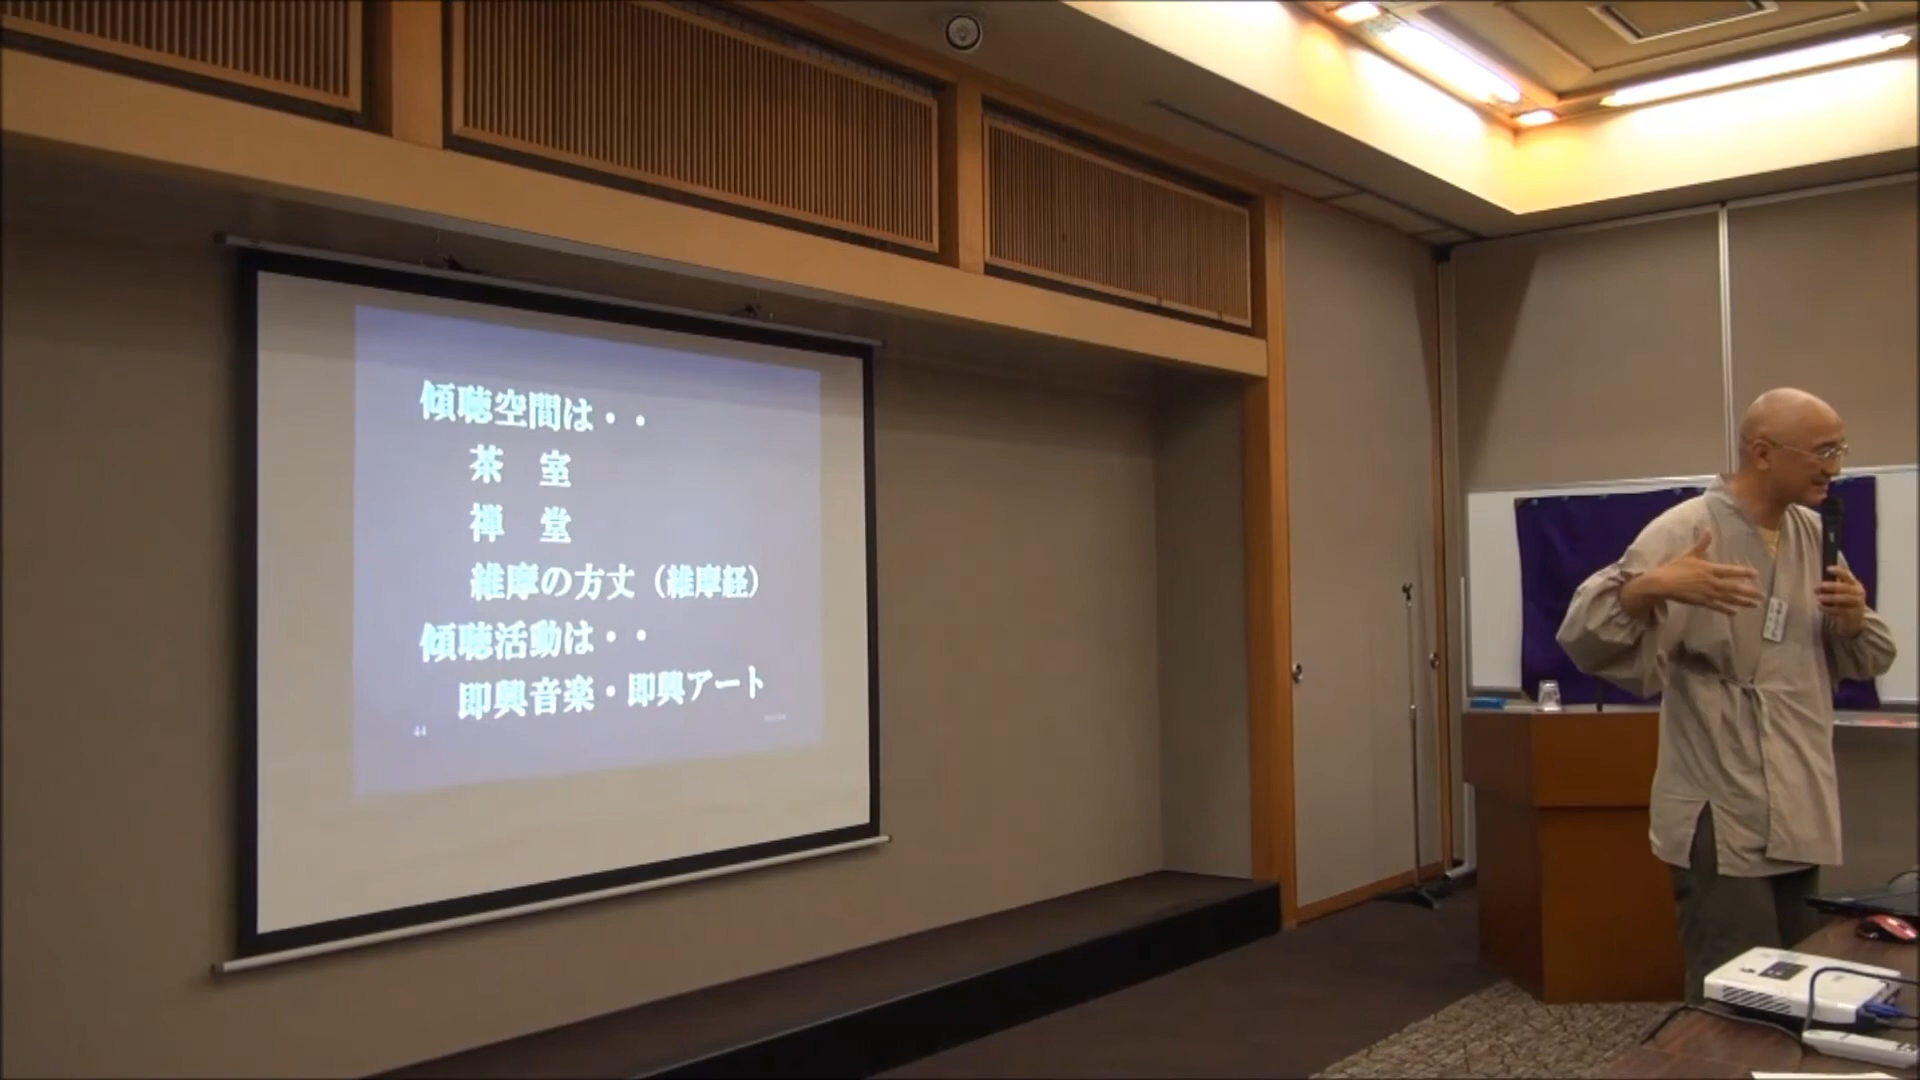 傾聴空間は・・
茶　室
禅　堂
維摩の方丈（維摩経）
傾聴活動は・・
即興音楽・即興アート
44